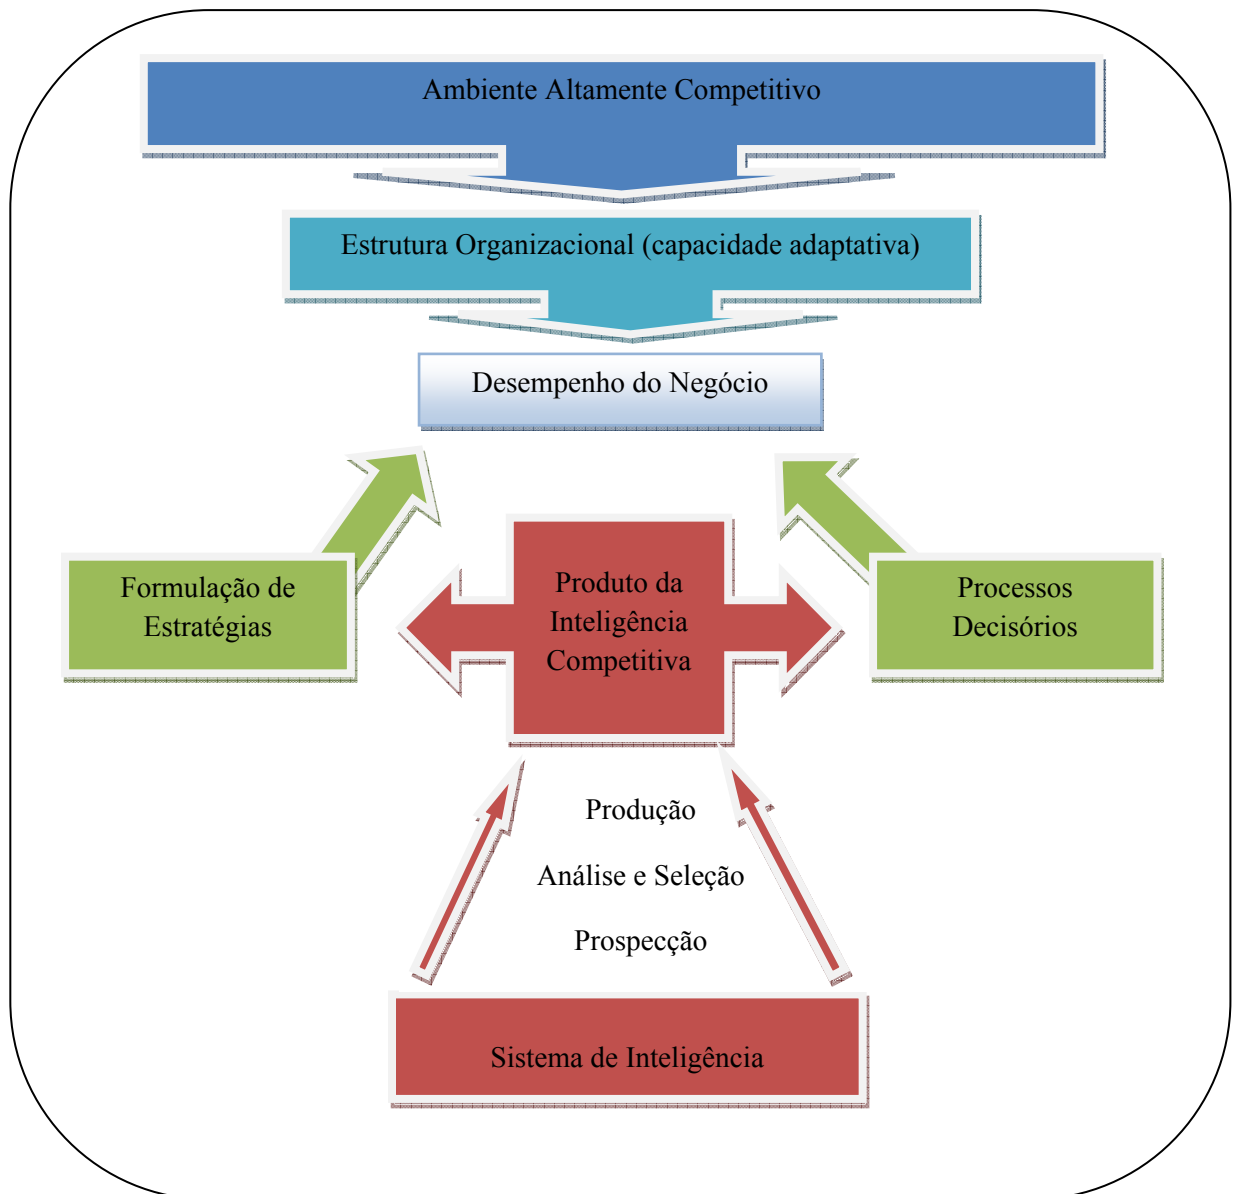 Ambiente Altamente Competitivo
Estrutura Organizacional (capacidade adaptativa)
Desempenho do Negócio
Formulação de
Estratégias
Produto da
Inteligência
Competitiva
Processos
Decisórios
Produção
Análise e Seleção
Prospecção
Sistema de Inteligência